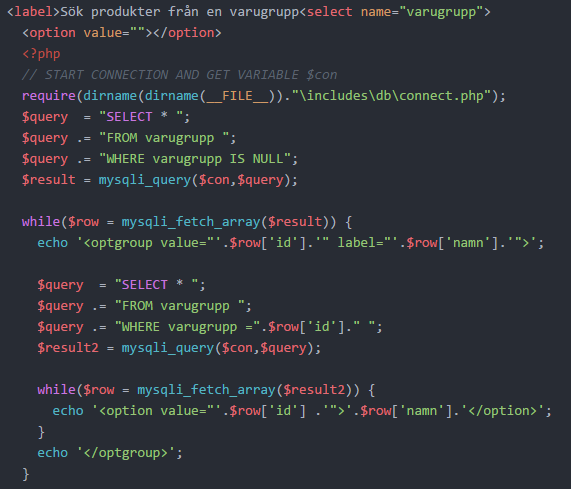 <label>Sök produkter från en varugrupp<select name="varugrupp">
<option value=""></option>
<?php
// START CONNECTION AND GET VARIABLE $con
require(dirname(dirname(__FILE__))."\includes\db\connect.php");
$query  = "SELECT * ";
$query .= "FROM varugrupp ";
$query .= "WHERE varugrupp IS NULL";
$result = mysqli_query($con,$query);
while($row = mysqli_fetch_array($result)) {
echo '<optgroup value="'.$row['id'].'" label="'.$row['namn'].'">';
$query  = "SELECT * ";
$query .= "FROM varugrupp ";
$query .= "WHERE varugrupp =".$row['id']." ";
$result2 = mysqli_query($con,$query);
while($row = mysqli_fetch_array($result2)) {
echo '<option value="'.$row['id'] .'">'.$row['namn'].'</option>';
}
echo '</optgroup>';
}